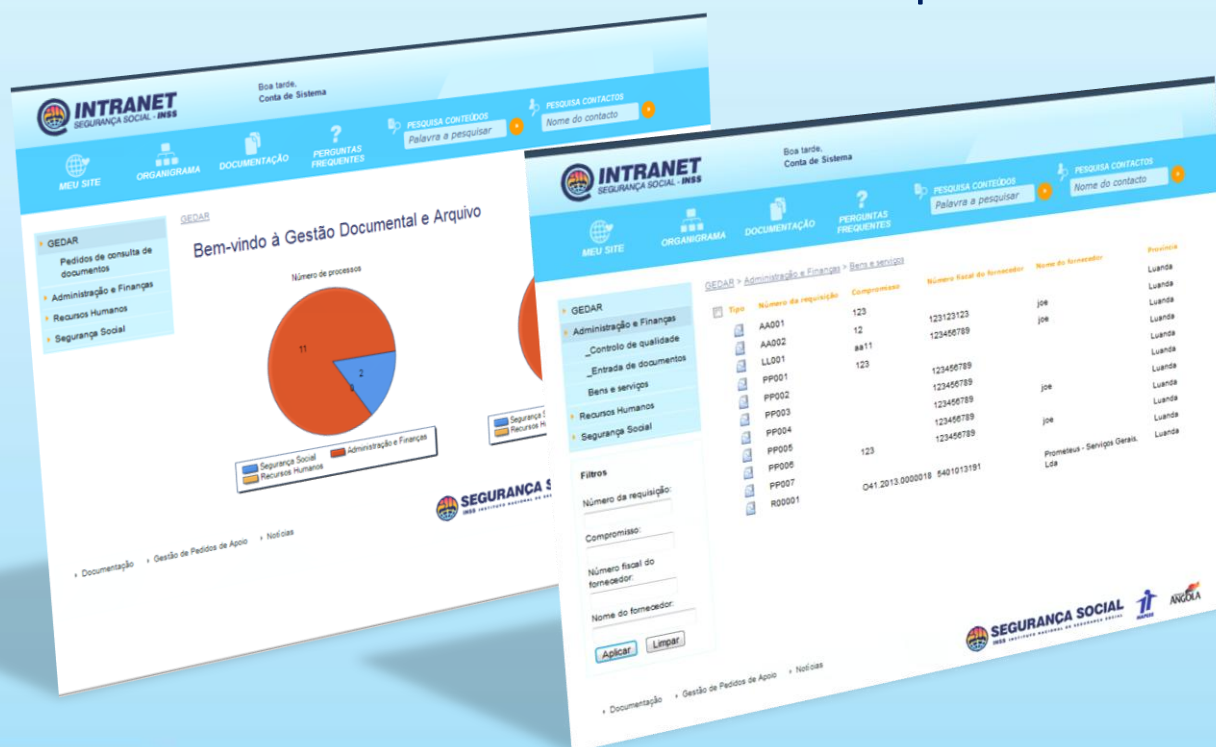 INTRANET
SEGURANÇA SOCIAL - INSS
Boa tarde,
Conta de Sistema
MEU SITE
ORGANIGRAMA
DOCUMENTAÇÃO
?
PERGUNTAS
FREQUENTES
PESQUISA CONTEÚDOS
Palavra a pesquisar
PESQUISA CONTACTOS
Nome do contacto
GEDAR
Pedidos de consulta de
documentos
Administração e Finanças
Recursos Humanos
Segurança Social
GEDAR
Bem-vindo à Gestão Documental e Arquivo
Número de processos
11
2
Segurança Social
Administração e Finanças
Recursos Humanos
Segurança S
Recursos H
SEGURANÇA S
› Documentação › Gestão de Pedidos de Apoio › Notícias
INTRANET
SEGURANÇA SOCIAL - INSS
Boa tarde,
Conta de Sistema
MEU SITE
ORGANIGRAMA
DOCUMENTAÇÃO
?
PERGUNTAS
FREQUENTES
PESQUISA CONTEÚDOS
Palavra a pesquisar
PESQUISA CONTACTOS
Nome do contacto
GEDAR
Administração e Finanças
_Controlo de qualidade
_Entrada de documentos
Bens e serviços
Recursos Humanos
Segurança Social
Filtros
Número da requisição:
Compromisso:
Número fiscal do
fornecedor:
Nome do fornecedor:
Aplicar Limpar
GEDAR > Administração e Finanças > Bens e serviços
Tipo Número da requisição Compromisso Número fiscal do fornecedor Nome do fornecedor Província
AA001 123 123123123 joe Luanda
AA002 12 123456789 joe Luanda
LL001 aa11 Luanda
PP001 123 Luanda
PP002 123456789 Luanda
PP003 123456789 joe Luanda
PP004 123456789 Luanda
PP005 123456789 joe Luanda
PP006 123 123456789 Luanda
PP007 Luanda
R00001 O41.2013.0000018 5401013191 Prometeus - Serviços Gerais, Luanda
Lda
SEGURANÇA SOCIAL
INSS INSTITUTO NACIONAL DE SEGURANÇA SOCIAL
MAPESS
ANGOLA
› Documentação › Gestão de Pedidos de Apoio › Notícias